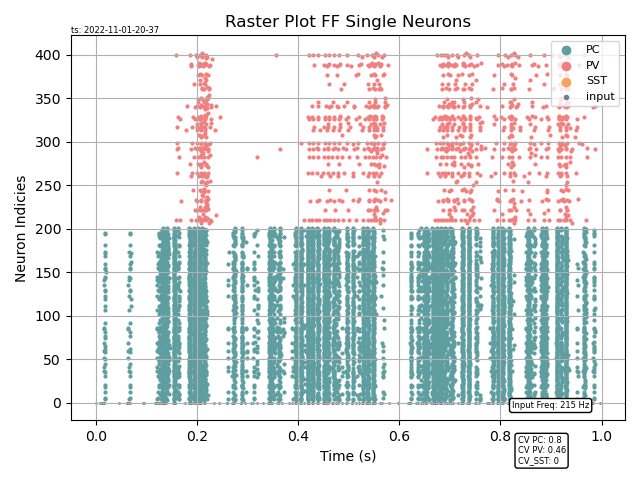 Raster Plot FF Single Neurons
ts: 2022-11-01-20-37
PC
PV
SST
input
400
350
300
250
200
150
100
50
0
Neuron Indicies
Input Freq: 215 Hz
0.0 0.2 0.4 0.6 0.8 1.0
Time (s)
CV PC: 0.8
CV PV: 0.46
CV_SST: 0